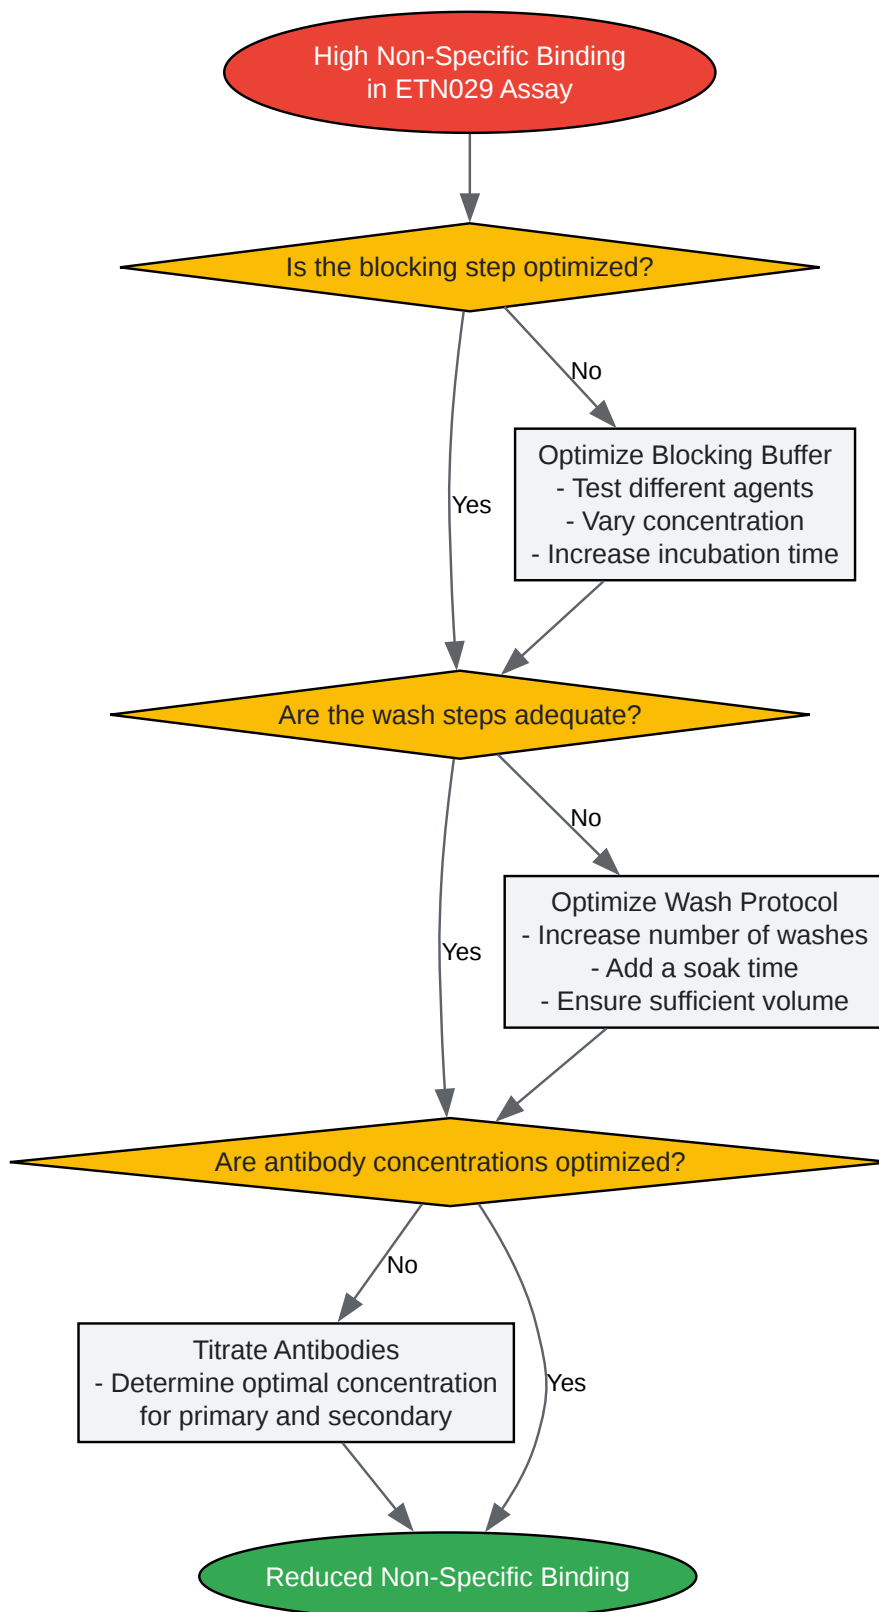 High Non-Specific Binding
in ETN029 Assay
Is the blocking step optimized?
No
Optimize Blocking Buffer
- Test different agents
- Vary concentration
- Increase incubation time
Yes
Are the wash steps adequate?
No
Optimize Wash Protocol
- Increase number of washes
- Add a soak time
- Ensure sufficient volume
Yes
Are antibody concentrations optimized?
No
Titrate Antibodies
- Determine optimal concentration
for primary and secondary
Yes
Reduced Non-Specific Binding